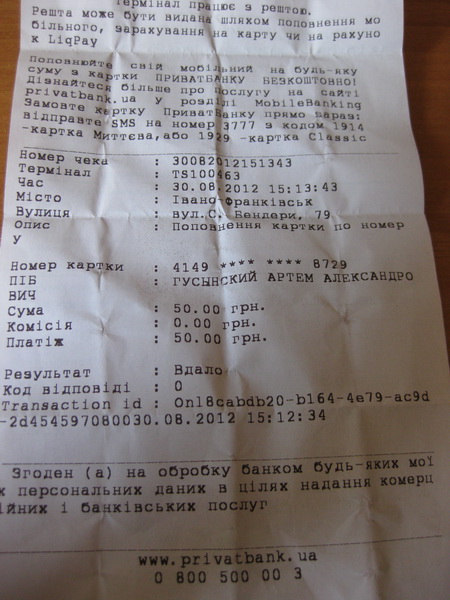 Термінал працює з рештою.
Решта може бути видана шляхом поповнення мо
більного, зарахування на карту чи на рахуно
к LiqPay
Поповнюйте свій мобільний на будь-яку
суму з картки ПРИВАТБАНКУ БЕЗКОШТОВНО!
Дізнайтеся більше про послугу на сайті
privatbank.ua у розділі MobileBanking
Замовте картку ПриватБанку прямо зараз:
відправте SMS на номер 3777 з кодом 1914
-картка Миттєва,або 1929 -картка Classic
Номер чека : 30082012151343
Термінал : TS100463
Час : 30.08.2012 15:13:43
Місто : Івано-Франківськ
Вулиця : вул.С. Бендери, 79
Опис : Поповнення картки по номер
у
Номер картки : 4149 **** **** 8729
ПІБ : ГУСЫНСКИЙ АРТЕМ АЛЕКСАНДРО
ВИЧ
Сума : 50.00 грн.
Комісія : 0.00 грн.
Платіж : 50.00 грн.
Результат : Вдало
Код відповіді : 0
Transaction id : Onl8cabdb20-b164-4e79-ac9d
-2d454597080030.08.2012 15:12:34
Згоден (а) на обробку банком будь-яких мої
х персональних даних в цілях надання комерц
ійних і банківських послуг
www.privatbank.ua
0 800 500 00 3